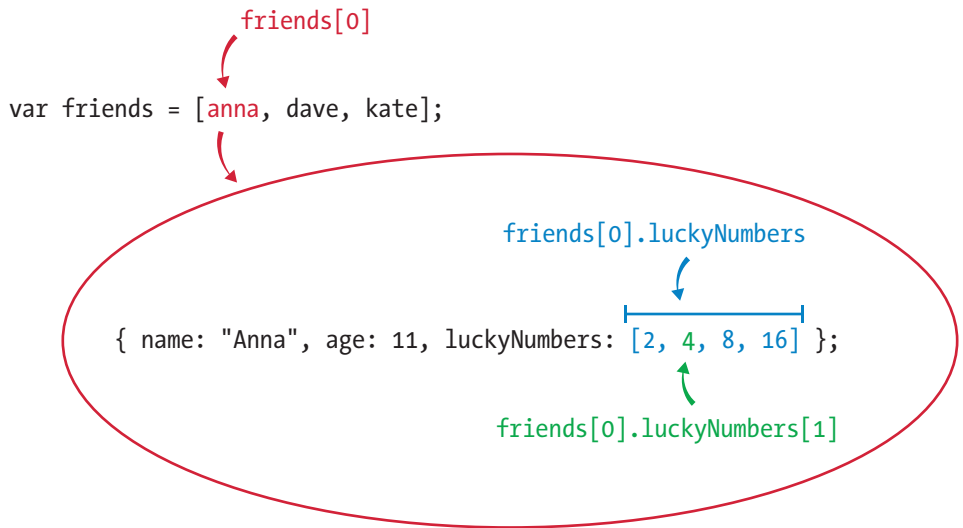 friends[0]
var friends = [anna, dave, kate];
friends[0].luckyNumbers
{ name: "Anna", age: 11, luckyNumbers: [2, 4, 8, 16] };
friends[0].luckyNumbers[1]